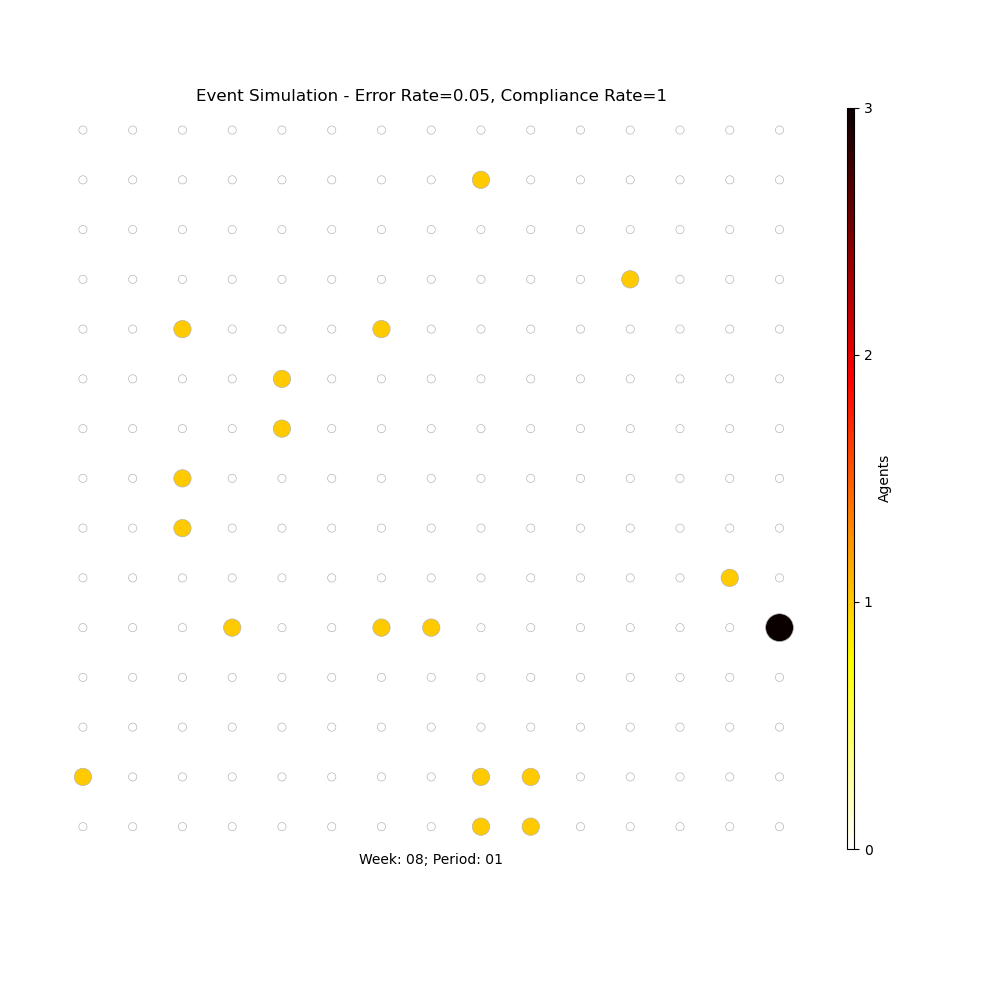 Event Simulation - Error Rate=0.05, Compliance Rate=1
3
2
1
0
Agents
Week: 08; Period: 01